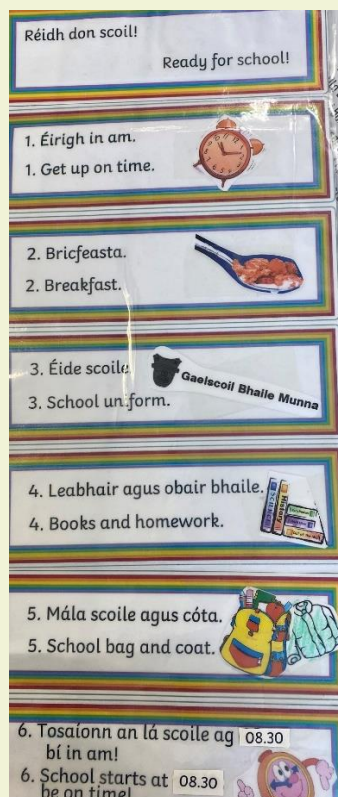 Réidh don scoil!
Ready for school!
1. Éirigh in am.
1. Get up on time.
2. Bricfeasta.
2. Breakfast.
3. Éide scoile
Gaelscoil Bhaile Munna
3. School uniform.
4. Leabhair agus obair bhaile.
History
4. Books and homework.
5. Mála scoile agus cóta.
5. School bag and coat.
6. Tosaíonn an lá scoile ag 08.30
bí in am!
6. School starts at 08.30
be on time!